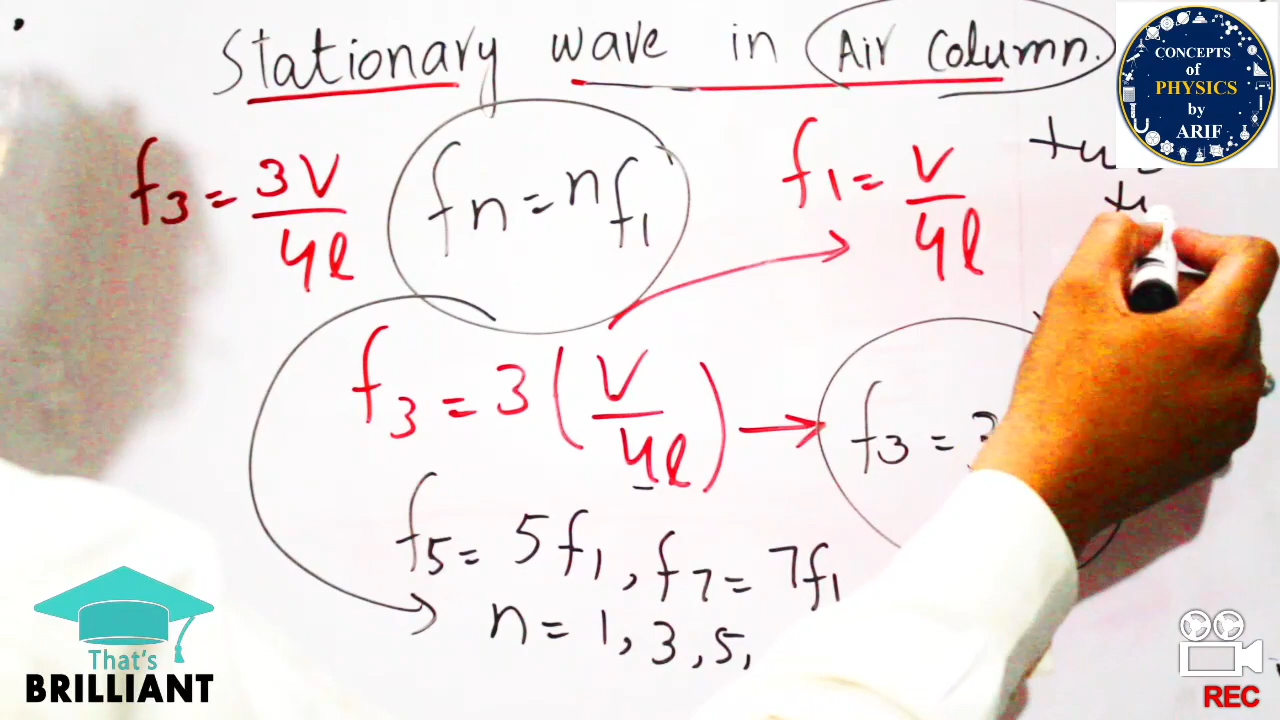 Stationary wave in Air Column.
CONCEPTS
of
PHYSICS
by
ARIF
f3 = 3V/4l
fn = nf1
f1 = V/4l
f3 = 3(V/4l) → f3 =
f5 = 5f1, f7 = 7f1
n = 1, 3, 5,
That's
BRILLIANT
REC